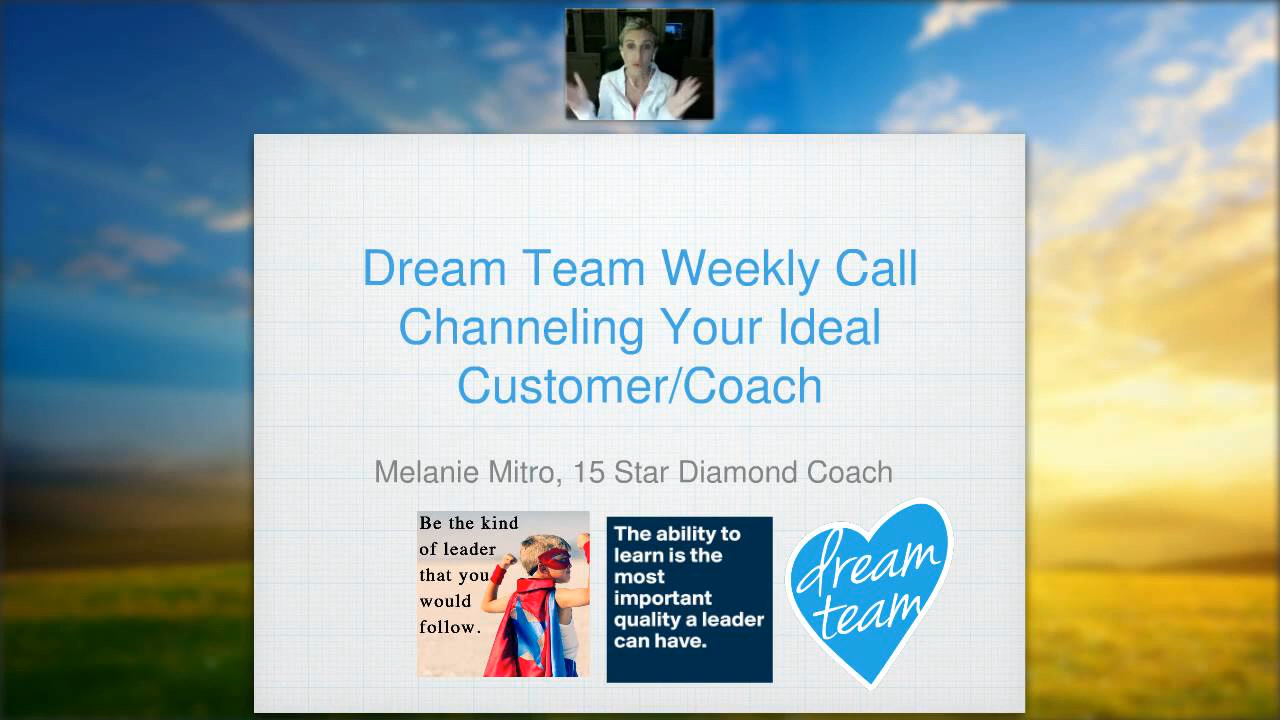 Dream Team Weekly Call
Channeling Your Ideal
Customer/Coach
Melanie Mitro, 15 Star Diamond Coach
Be the kind
of leader
that you
would
follow.
The ability to
learn is the
most
important
quality a leader
can have.
dream
team